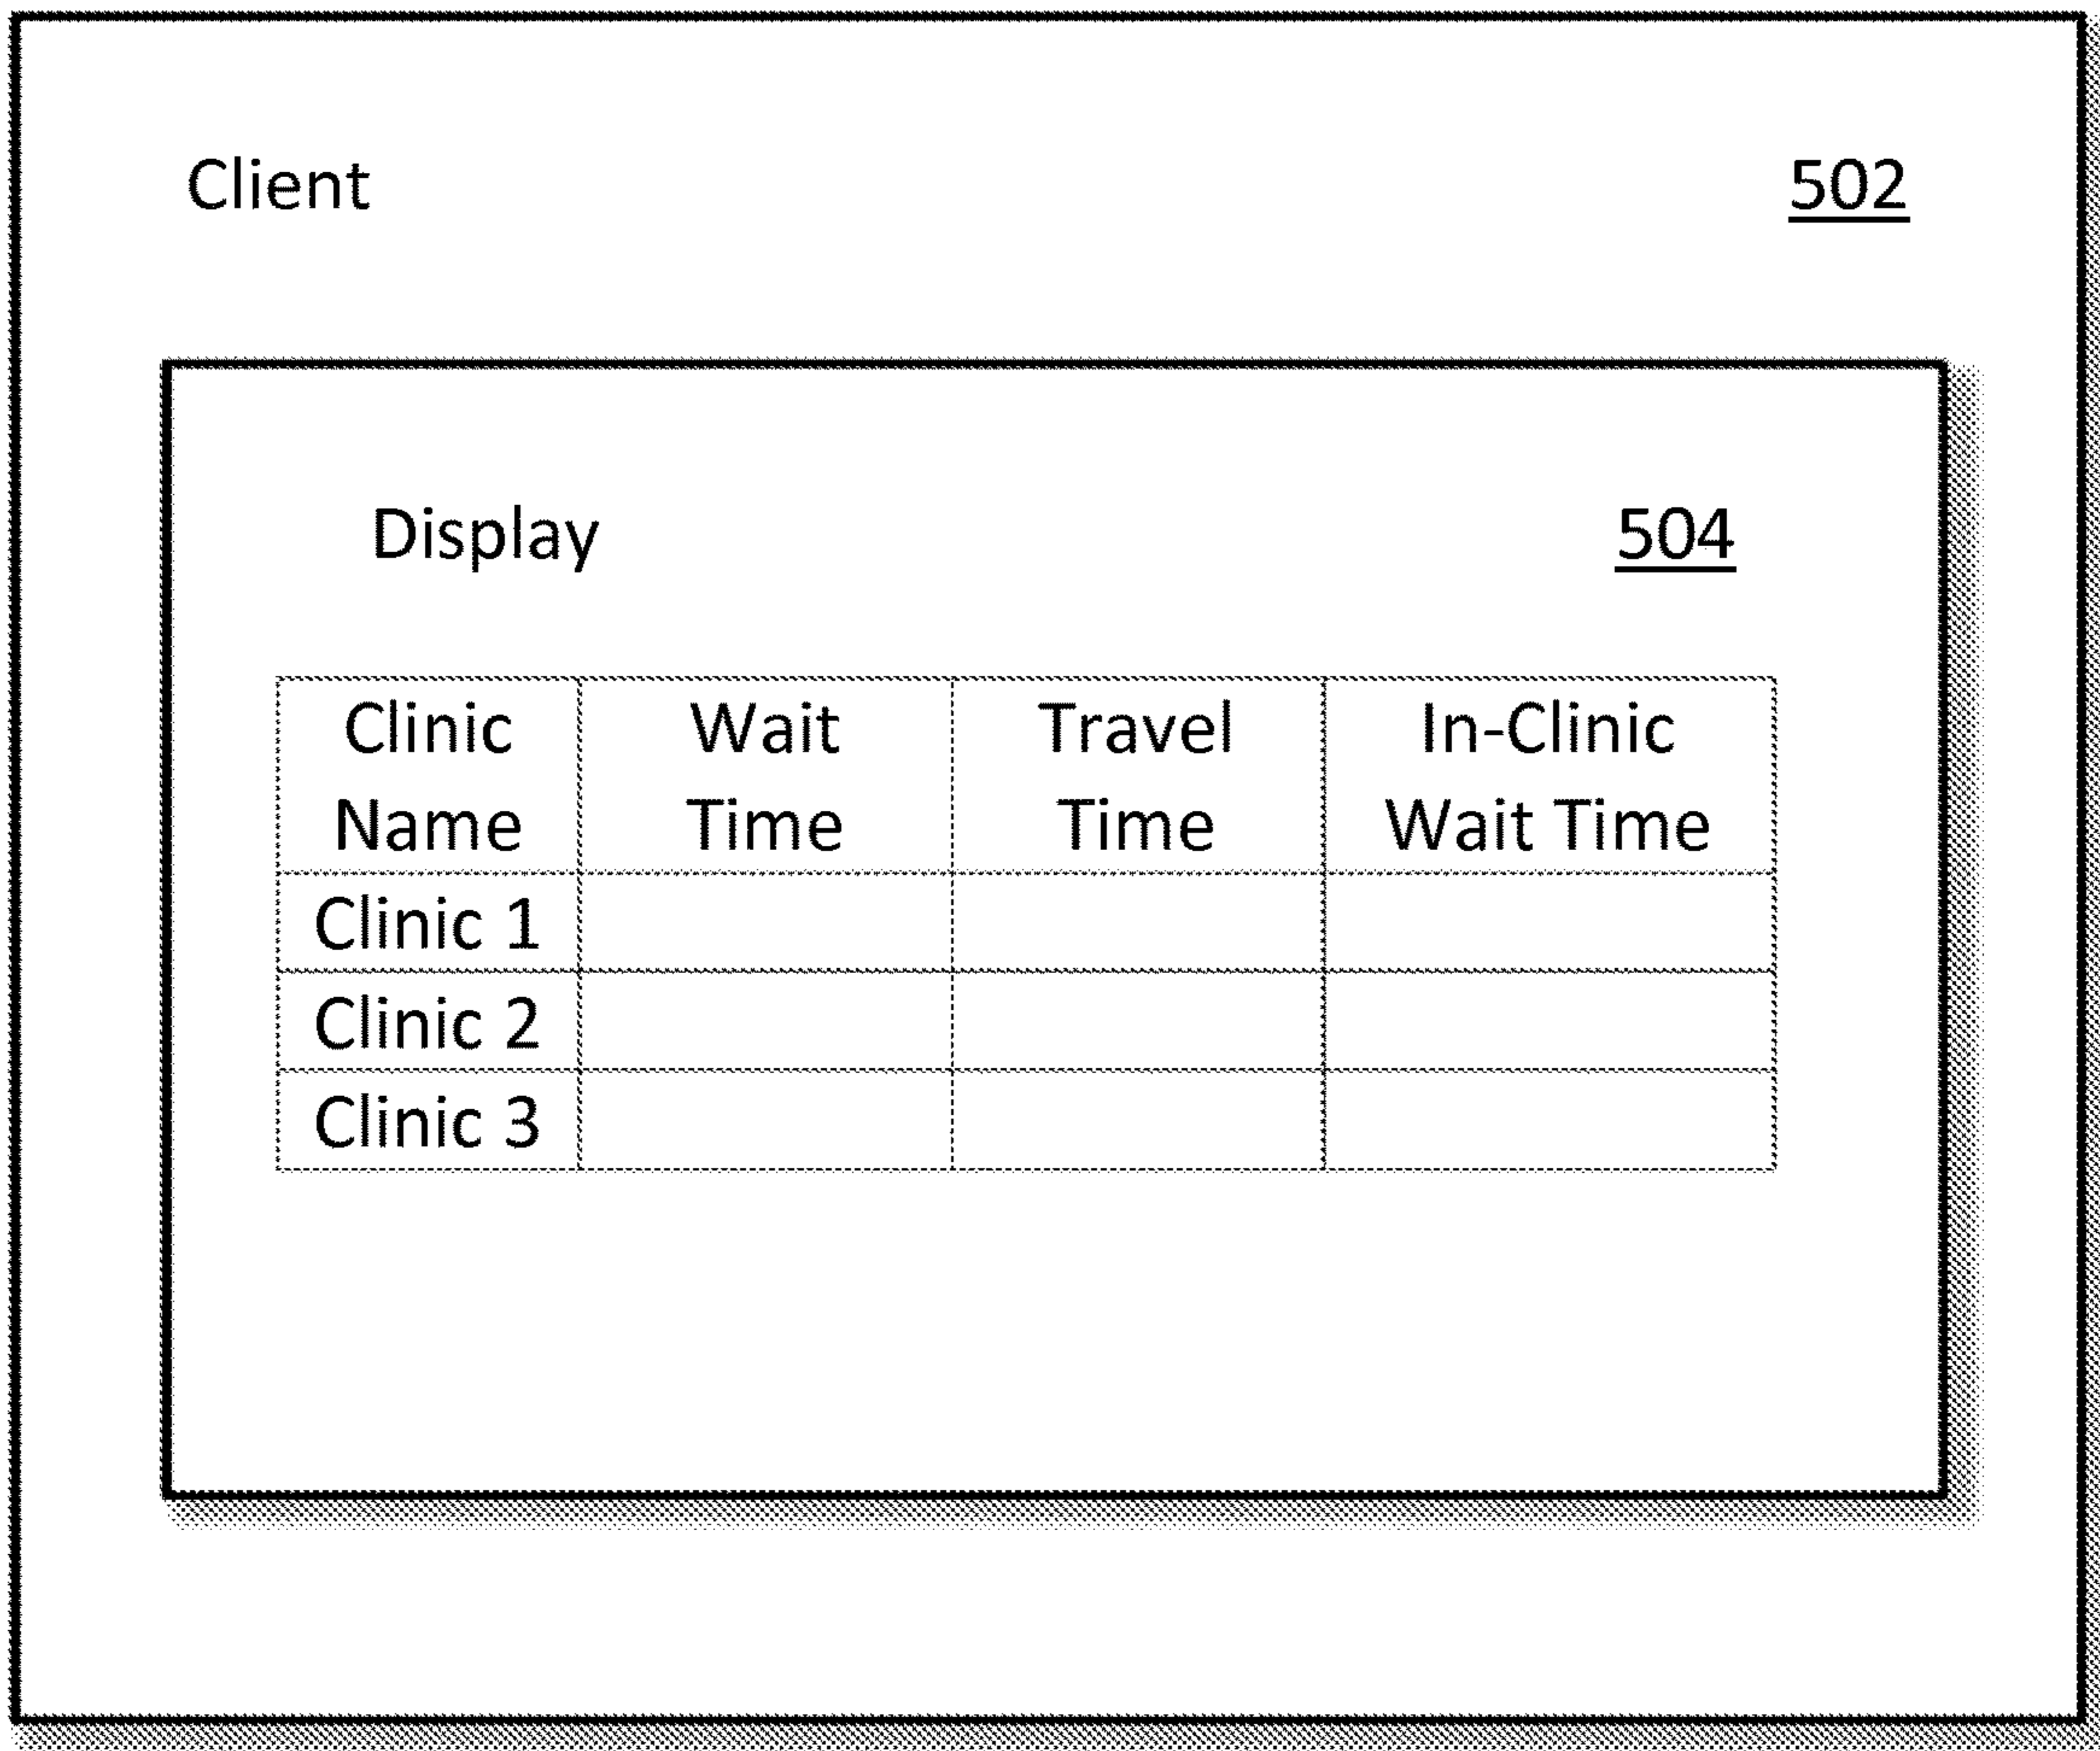 Client 502
Display 504
Clinic Name Wait Time Travel Time In-Clinic Wait Time
Clinic 1
Clinic 2
Clinic 3